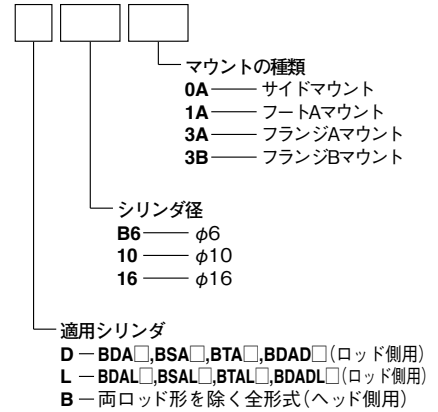 マウントの種類
0A —— サイドマウント
1A —— フートAマウント
3A —— フランジAマウント
3B —— フランジBマウント
シリンダ径
B6 —— φ6
10 —— φ10
16 —— φ16
適用シリンダ
D — BDA□,BSA□,BTA□,BDAD□(ロッド側用)
L — BDAL□,BSAL□,BTAL□,BDADL□(ロッド側用)
B — 両ロッド形を除く全形式(ヘッド側用)